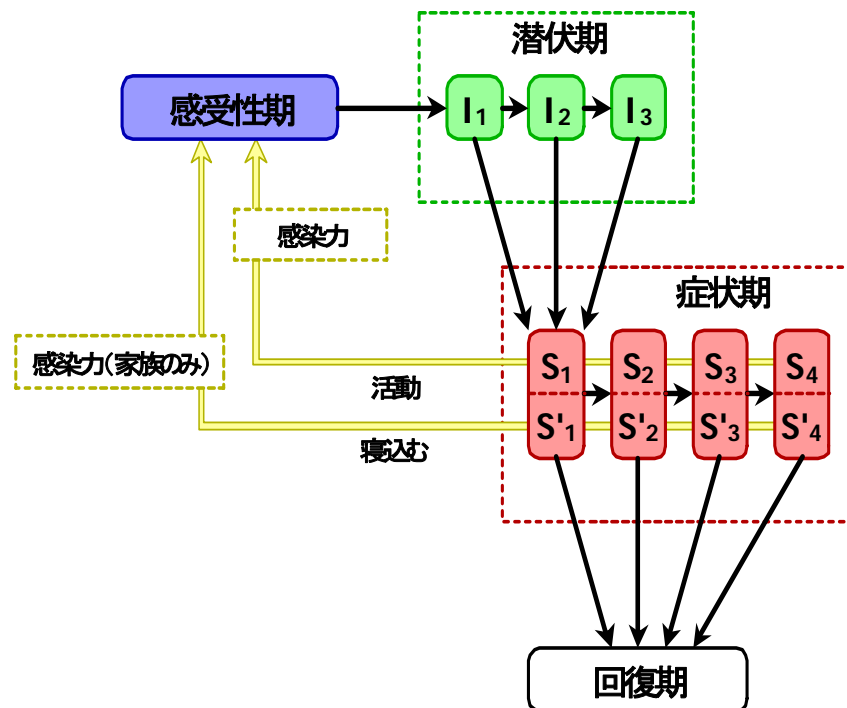 潜伏期
感受性期
I1
I2
I3
感染力
症状期
感染力(家族のみ)
S1
S2
S3
S4
活動
S'1
S'2
S'3
S'4
寝込む
回復期